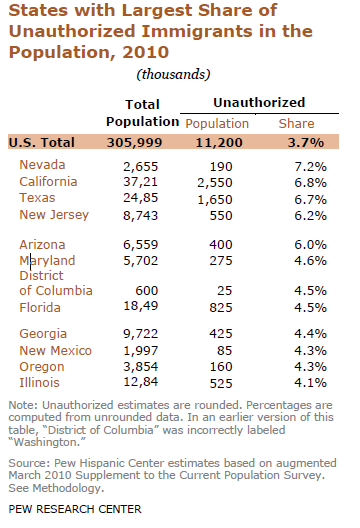 States with Largest Share of
Unauthorized Immigrants in the
Population, 2010
(thousands)
Total Unauthorized
Population Population Share
U.S. Total 305,999 11,200 3.7%
Nevada 2,655 190 7.2%
California 37,21 2,550 6.8%
Texas 24,85 1,650 6.7%
New Jersey 8,743 550 6.2%
Arizona 6,559 400 6.0%
Maryland 5,702 275 4.6%
District
of Columbia 600 25 4.5%
Florida 18,49 825 4.5%
Georgia 9,722 425 4.4%
New Mexico 1,997 85 4.3%
Oregon 3,854 160 4.3%
Illinois 12,84 525 4.1%
Note: Unauthorized estimates are rounded. Percentages are
computed from unrounded data. In an earlier version of this
table, “District of Columbia” was incorrectly labeled
“Washington.”
Source: Pew Hispanic Center estimates based on augmented
March 2010 Supplement to the Current Population Survey.
See Methodology.
PEW RESEARCH CENTER